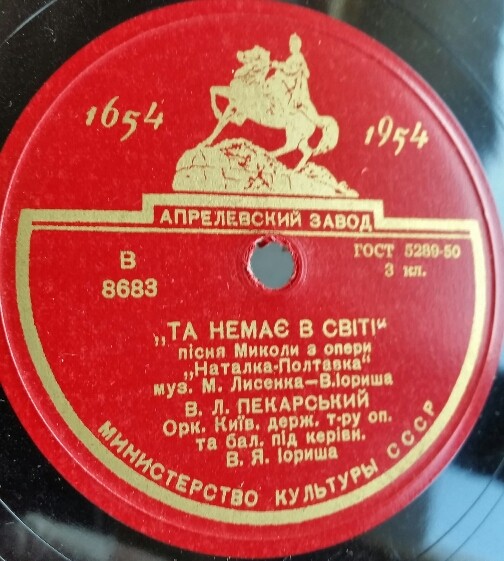 1654 1954
АПРЕЛЕВСКИЙ ЗАВОД
В
8683
ГОСТ 5289-50
3 кл.
„ТА НЕМАЄ В СВІТІ“
пісня Миколи з опери
„Наталка-Полтавка“
муз. М. Лисенка–В.Іориша
В. Л. ПЕКАРСЬКИЙ
Орк. Київ. держ. т-ру оп.
та бал. під керівн.
В. Я. Іориша
МИНИСТЕРСТВО КУЛЬТУРЫ СССР